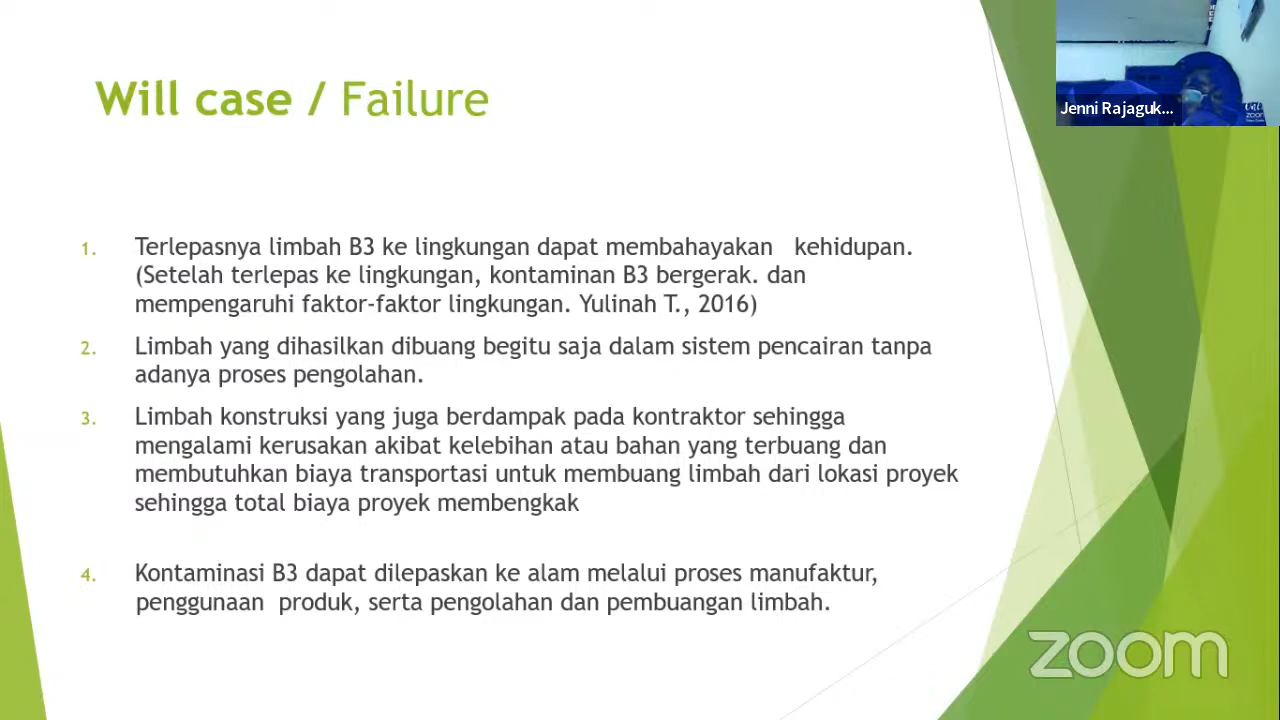 Will case / Failure
Jenni Rajaguk...
zoom
1. Terlepasnya limbah B3 ke lingkungan dapat membahayakan kehidupan.
(Setelah terlepas ke lingkungan, kontaminan B3 bergerak. dan
mempengaruhi faktor-faktor lingkungan. Yulinah T., 2016)
2. Limbah yang dihasilkan dibuang begitu saja dalam sistem pencairan tanpa
adanya proses pengolahan.
3. Limbah konstruksi yang juga berdampak pada kontraktor sehingga
mengalami kerusakan akibat kelebihan atau bahan yang terbuang dan
membutuhkan biaya transportasi untuk membuang limbah dari lokasi proyek
sehingga total biaya proyek membengkak
4. Kontaminasi B3 dapat dilepaskan ke alam melalui proses manufaktur,
penggunaan produk, serta pengolahan dan pembuangan limbah.
zoom